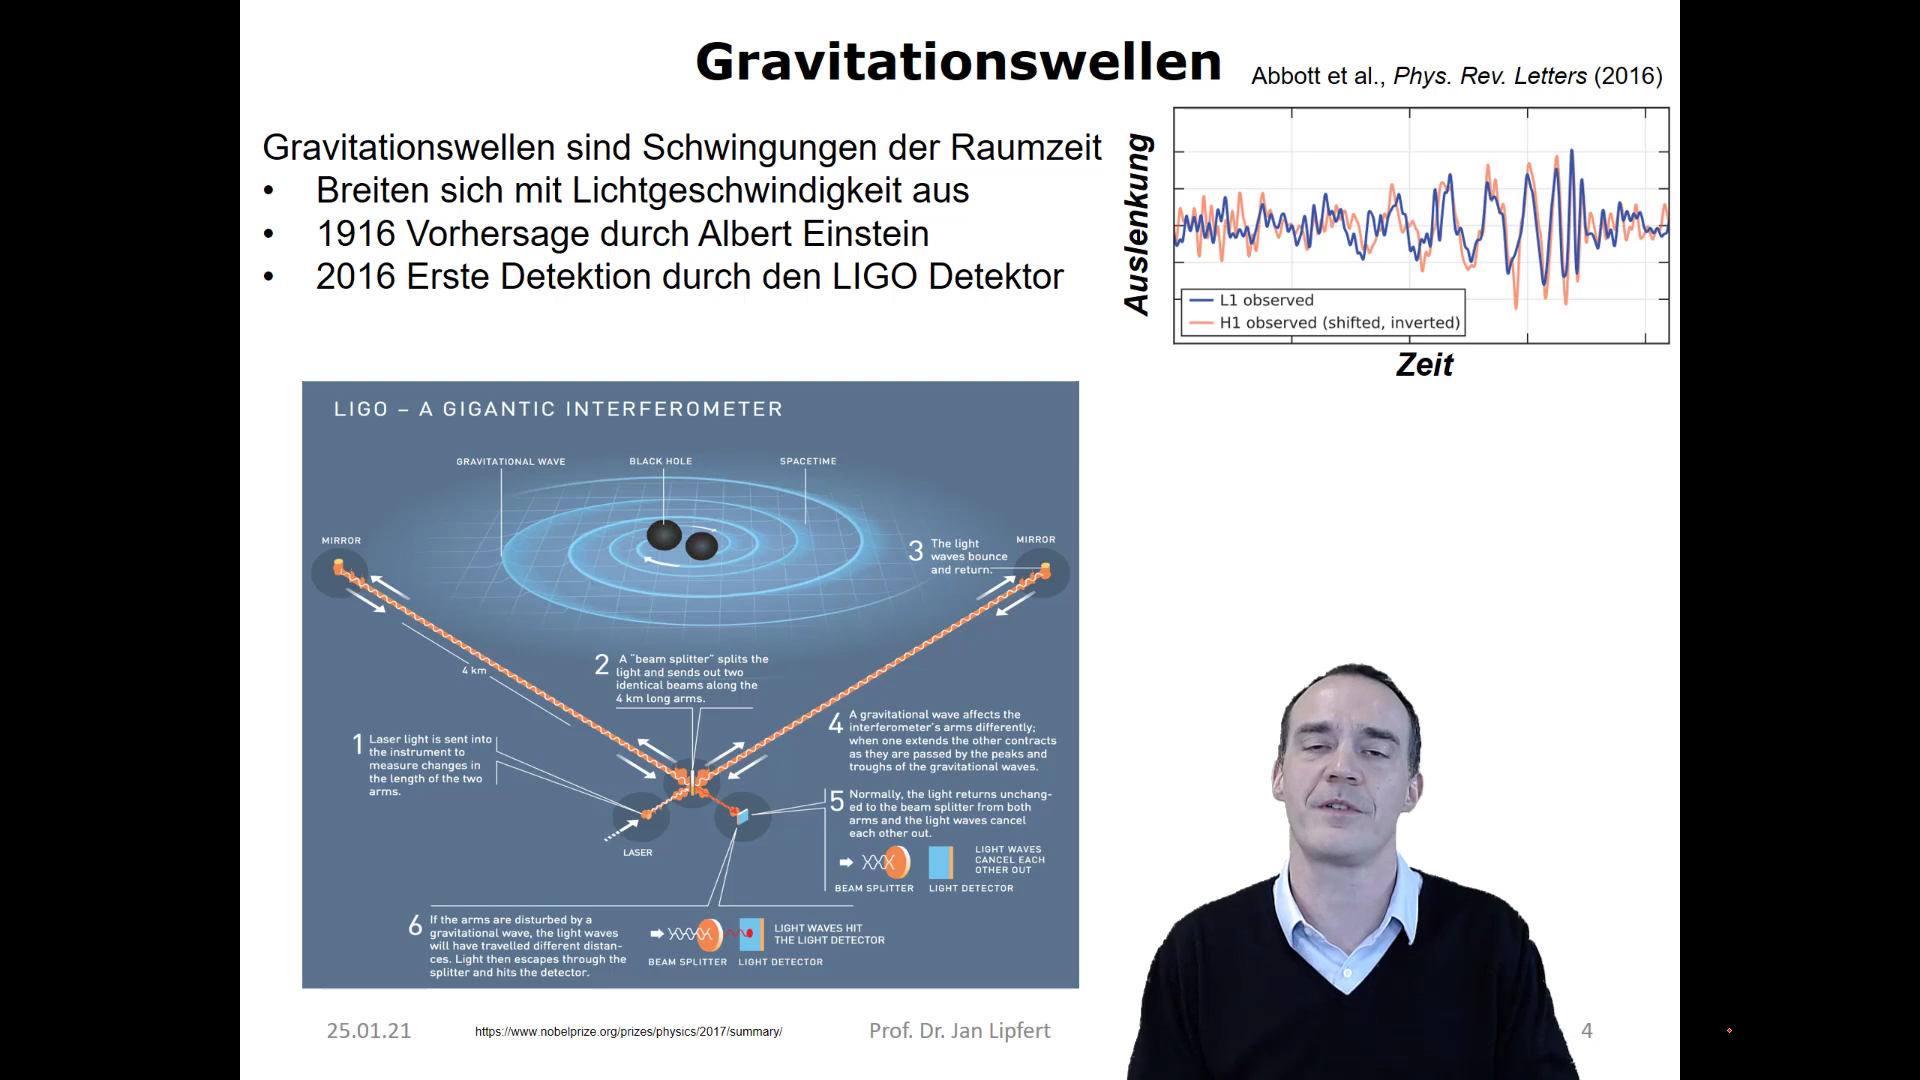 Gravitationswellen
Abbott et al., Phys. Rev. Letters (2016)
Gravitationswellen sind Schwingungen der Raumzeit
• Breiten sich mit Lichtgeschwindigkeit aus
• 1916 Vorhersage durch Albert Einstein
• 2016 Erste Detektion durch den LIGO Detektor
Auslenkung
L1 observed
H1 observed (shifted, inverted)
Zeit
LIGO – A GIGANTIC INTERFEROMETER
GRAVITATIONAL WAVE
BLACK HOLE
SPACETIME
MIRROR
3 The light
waves bounce
and return.
MIRROR
4 km
2 A "beam splitter" splits the
light and sends out two
identical beams along the
4 km long arms.
1 Laser light is sent into
the instrument to
measure changes in
the length of the two
arms.
4 A gravitational wave affects the
interferometer's arms differently;
when one extends the other contracts
as they are passed by the peaks and
troughs of the gravitational waves.
5 Normally, the light returns unchang-
ed to the beam splitter from both
arms and the light waves cancel
each other out.
LASER
LIGHT WAVES
CANCEL EACH
OTHER OUT
BEAM SPLITTER
LIGHT DETECTOR
6 If the arms are disturbed by a
gravitational wave, the light waves
will have travelled different distan-
ces. Light then escapes through the
splitter and hits the detector.
LIGHT WAVES HIT
THE LIGHT DETECTOR
BEAM SPLITTER
LIGHT DETECTOR
25.01.21
https://www.nobelprize.org/prizes/physics/2017/summary/
Prof. Dr. Jan Lipfert
4